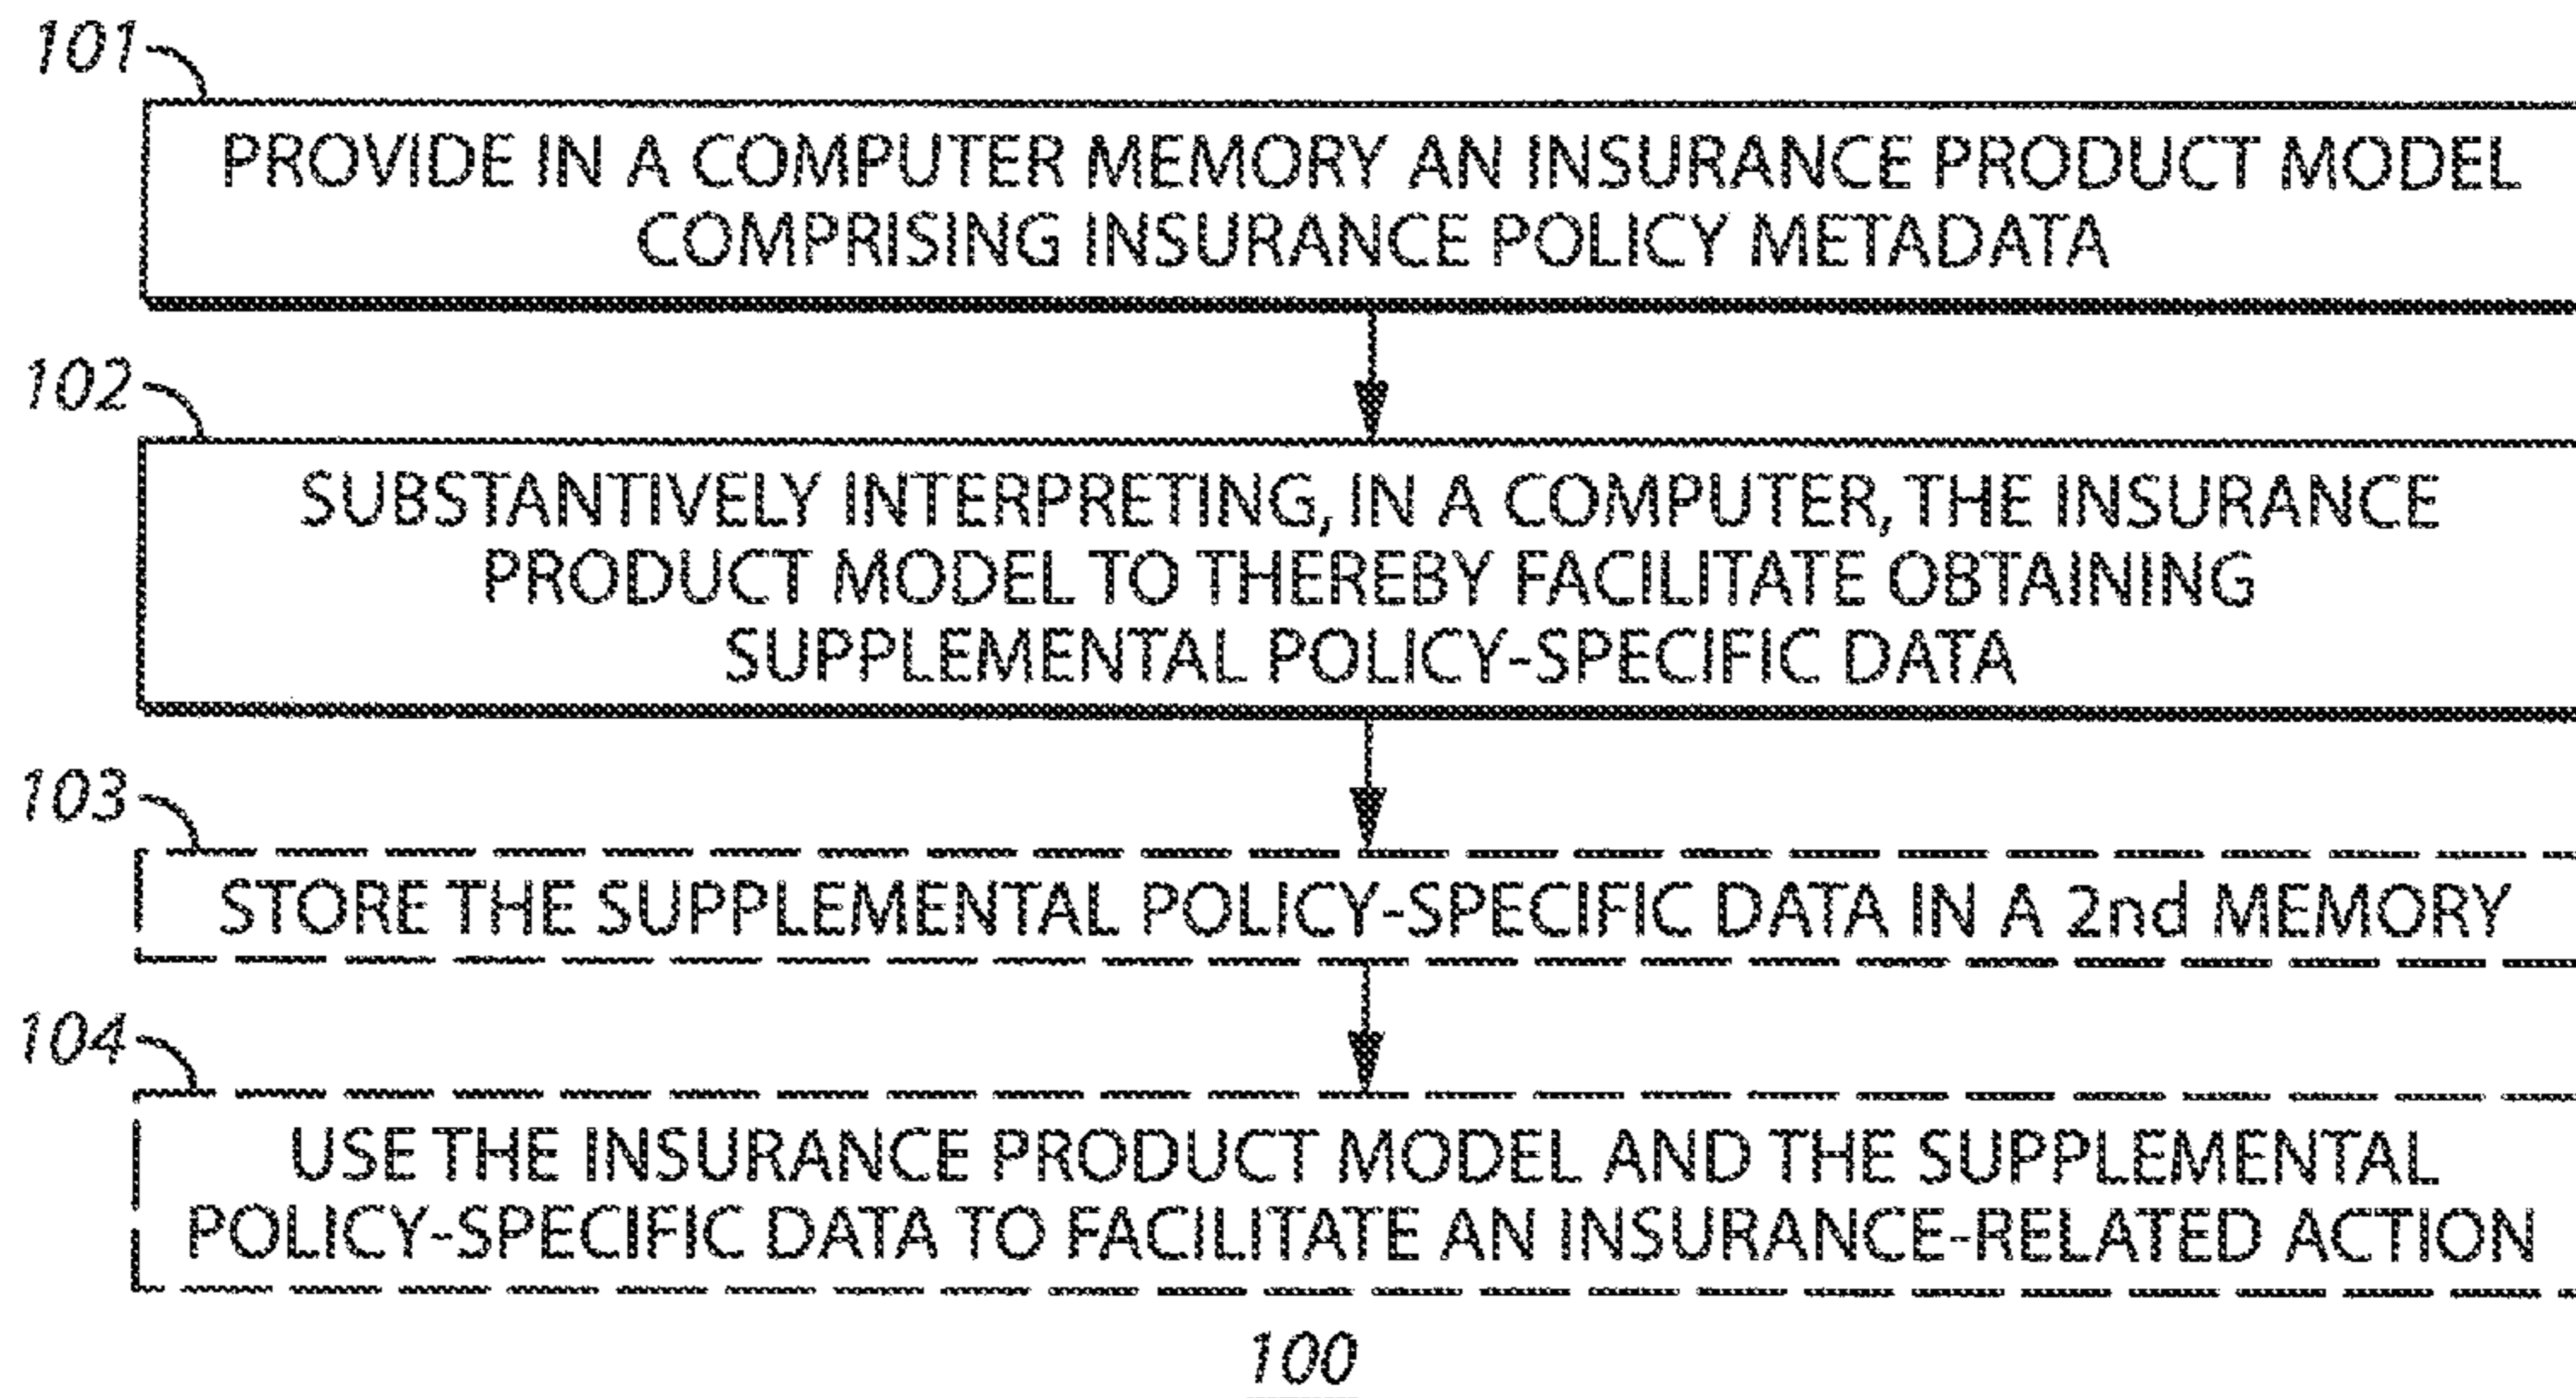 101
PROVIDE IN A COMPUTER MEMORY AN INSURANCE PRODUCT MODEL
COMPRISING INSURANCE POLICY METADATA
102
SUBSTANTIVELY INTERPRETING, IN A COMPUTER, THE INSURANCE
PRODUCT MODEL TO THEREBY FACILITATE OBTAINING
SUPPLEMENTAL POLICY-SPECIFIC DATA
103
STORE THE SUPPLEMENTAL POLICY-SPECIFIC DATA IN A 2nd MEMORY
104
USE THE INSURANCE PRODUCT MODEL AND THE SUPPLEMENTAL
POLICY-SPECIFIC DATA TO FACILITATE AN INSURANCE-RELATED ACTION
100